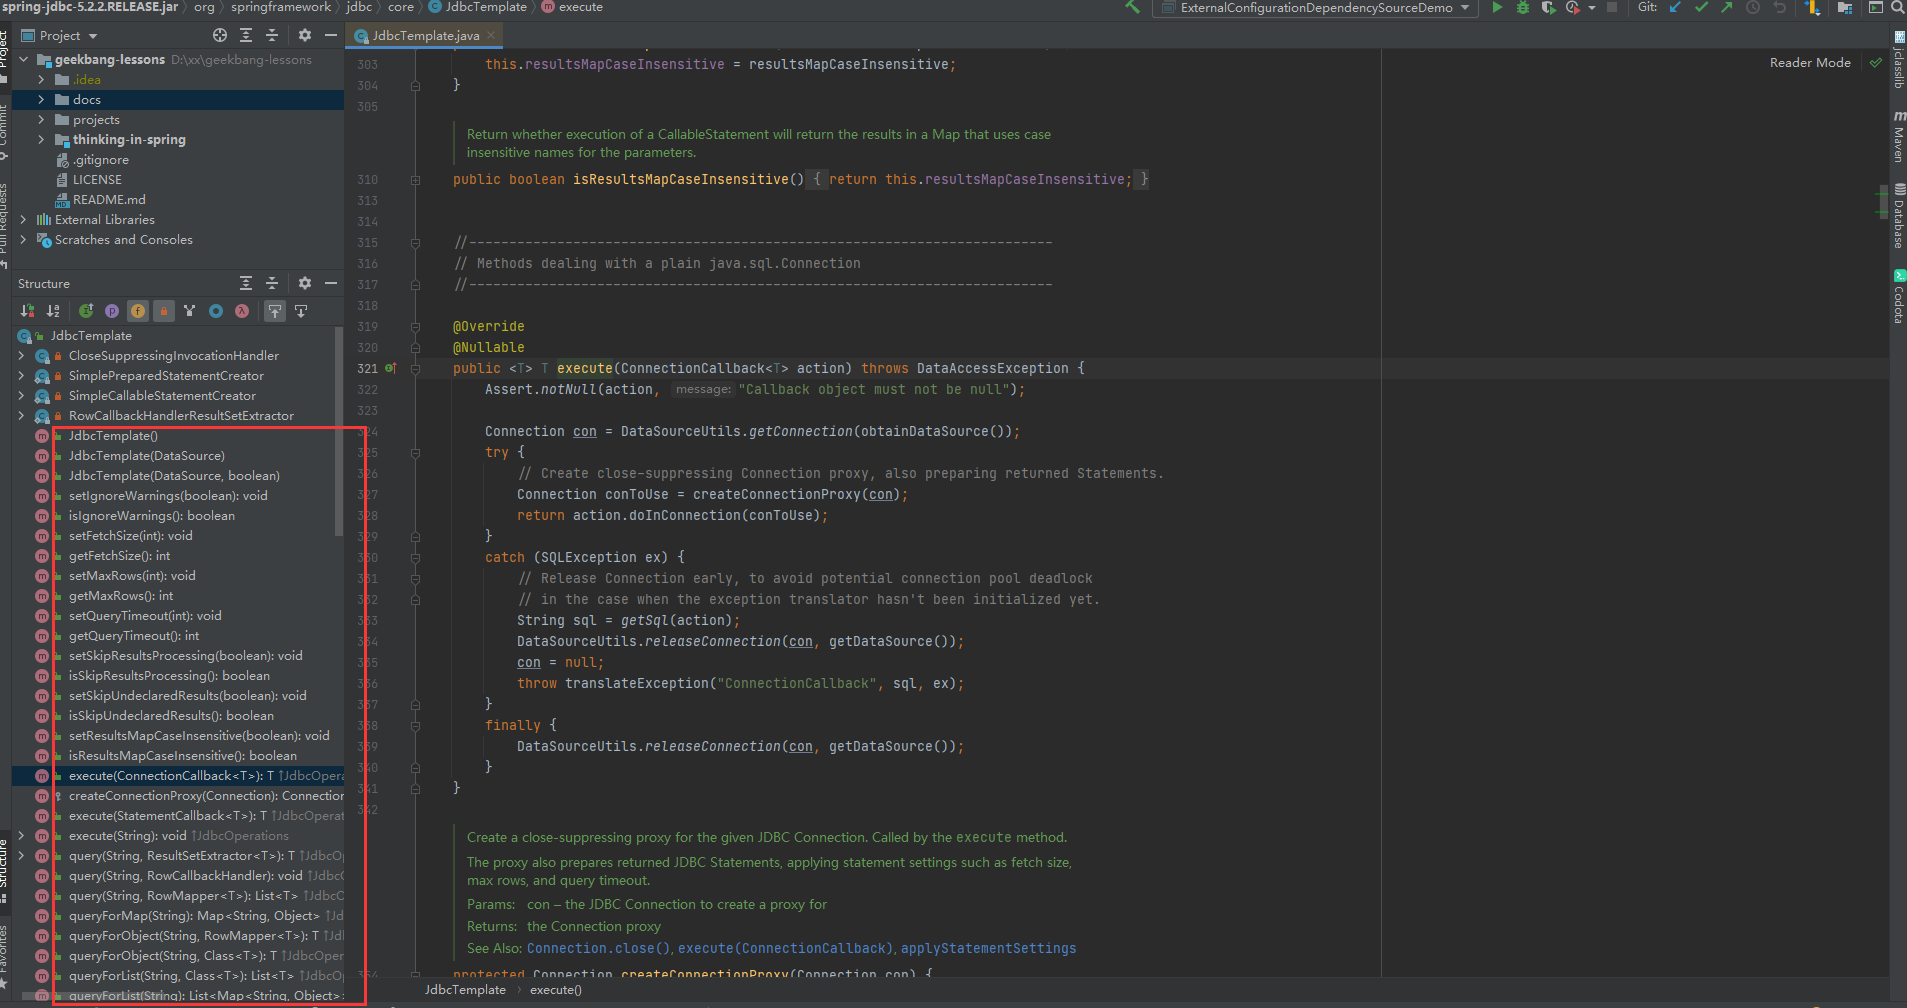 spring-jdbc-5.2.2.RELEASE.jar › org › springframework › jdbc › core › JdbcTemplate › execute
ExternalConfigurationDependencySourceDemo
Git:
Project
JdbcTemplate.java
geekbang-lessons D:\xx\geekbang-lessons
.idea
docs
projects
thinking-in-spring
.gitignore
LICENSE
README.md
External Libraries
Scratches and Consoles
Structure
JdbcTemplate
CloseSuppressingInvocationHandler
SimplePreparedStatementCreator
SimpleCallableStatementCreator
RowCallbackHandlerResultSetExtractor
JdbcTemplate()
JdbcTemplate(DataSource)
JdbcTemplate(DataSource, boolean)
setIgnoreWarnings(boolean): void
isIgnoreWarnings(): boolean
setFetchSize(int): void
getFetchSize(): int
setMaxRows(int): void
getMaxRows(): int
setQueryTimeout(int): void
getQueryTimeout(): int
setSkipResultsProcessing(boolean): void
isSkipResultsProcessing(): boolean
setSkipUndeclaredResults(boolean): void
isSkipUndeclaredResults(): boolean
setResultsMapCaseInsensitive(boolean): void
isResultsMapCaseInsensitive(): boolean
execute(ConnectionCallback<T>): T ↑JdbcOpera
createConnectionProxy(Connection): Connection
execute(StatementCallback<T>): T ↑JdbcOperat
execute(String): void ↑JdbcOperations
query(String, ResultSetExtractor<T>): T ↑JdbcO
query(String, RowCallbackHandler): void ↑Jdbc
query(String, RowMapper<T>): List<T> ↑JdbcO
queryForMap(String): Map<String, Object> ↑Jd
queryForObject(String, RowMapper<T>): T ↑Jd
queryForObject(String, Class<T>): T ↑JdbcOper
queryForList(String, Class<T>): List<T> ↑JdbcO
queryForList(String): List<Map<String, Object>
303 this.resultsMapCaseInsensitive = resultsMapCaseInsensitive;
304 }
305
Return whether execution of a CallableStatement will return the results in a Map that uses case
insensitive names for the parameters.
310 public boolean isResultsMapCaseInsensitive() { return this.resultsMapCaseInsensitive; }
313
314
315 //-------------------------------------------------------------------------
316 // Methods dealing with a plain java.sql.Connection
317 //-------------------------------------------------------------------------
318
319 @Override
320 @Nullable
321 public <T> T execute(ConnectionCallback<T> action) throws DataAccessException {
322 Assert.notNull(action, message: "Callback object must not be null");
323
324 Connection con = DataSourceUtils.getConnection(obtainDataSource());
325 try {
326 // Create close-suppressing Connection proxy, also preparing returned Statements.
327 Connection conToUse = createConnectionProxy(con);
328 return action.doInConnection(conToUse);
329 }
330 catch (SQLException ex) {
331 // Release Connection early, to avoid potential connection pool deadlock
332 // in the case when the exception translator hasn't been initialized yet.
333 String sql = getSql(action);
334 DataSourceUtils.releaseConnection(con, getDataSource());
335 con = null;
336 throw translateException("ConnectionCallback", sql, ex);
337 }
338 finally {
339 DataSourceUtils.releaseConnection(con, getDataSource());
340 }
341 }
342
Create a close-suppressing proxy for the given JDBC Connection. Called by the execute method.
The proxy also prepares returned JDBC Statements, applying statement settings such as fetch size,
max rows, and query timeout.
Params: con – the JDBC Connection to create a proxy for
Returns: the Connection proxy
See Also: Connection.close(), execute(ConnectionCallback), applyStatementSettings
354 protected Connection createConnectionProxy(Connection con) {
JdbcTemplate › execute()
Reader Mode
jclasslib
Maven
Database
Codota
Project
Commit
Pull Requests
Structure
Favorites